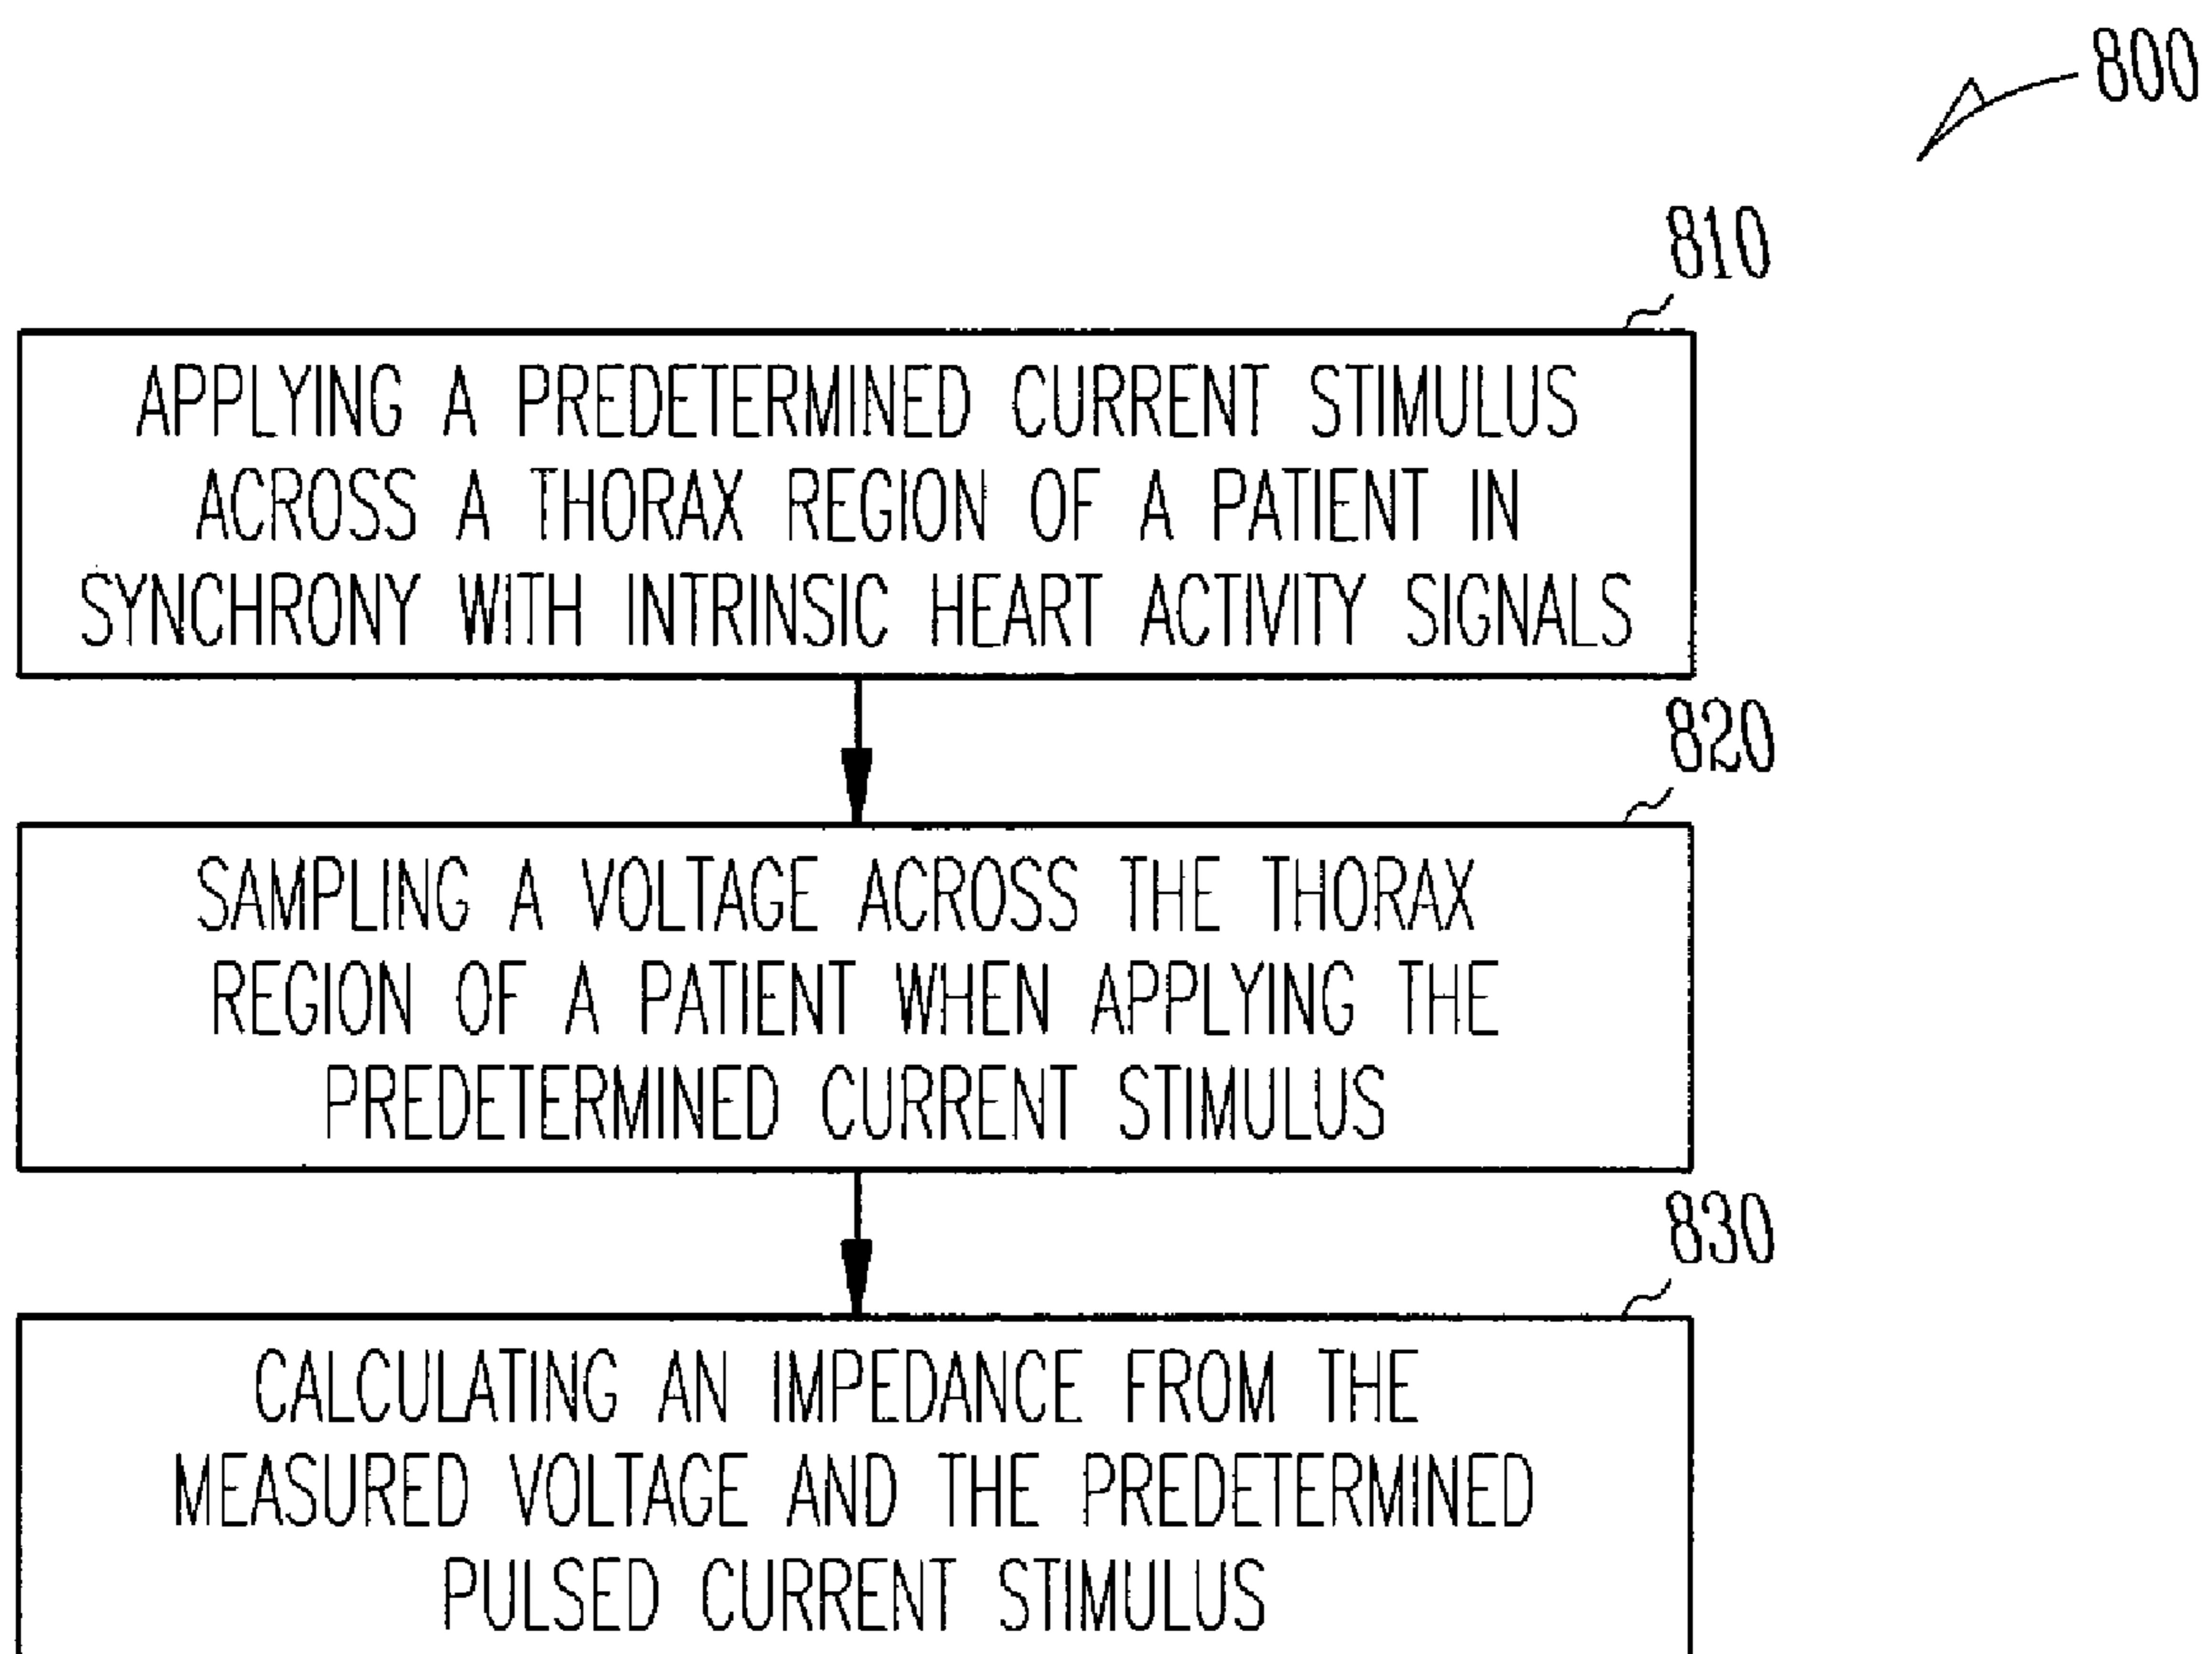 800
810
APPLYING A PREDETERMINED CURRENT STIMULUS
ACROSS A THORAX REGION OF A PATIENT IN
SYNCHRONY WITH INTRINSIC HEART ACTIVITY SIGNALS
820
SAMPLING A VOLTAGE ACROSS THE THORAX
REGION OF A PATIENT WHEN APPLYING THE
PREDETERMINED CURRENT STIMULUS
830
CALCULATING AN IMPEDANCE FROM THE
MEASURED VOLTAGE AND THE PREDETERMINED
PULSED CURRENT STIMULUS